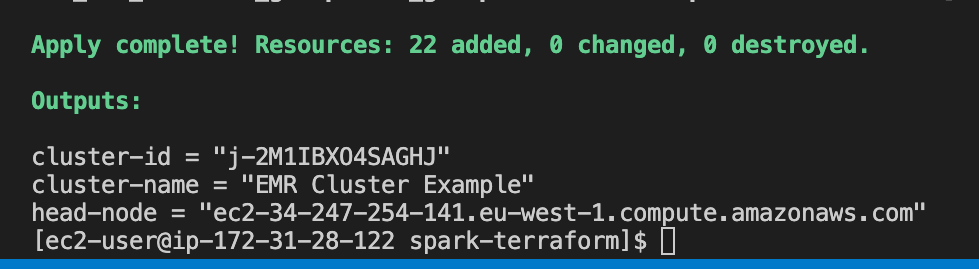 Apply complete! Resources: 22 added, 0 changed, 0 destroyed.
Outputs:
cluster-id = "j-2M1IBXO4SAGHJ"
cluster-name = "EMR Cluster Example"
head-node = "ec2-34-247-254-141.eu-west-1.compute.amazonaws.com"
[ec2-user@ip-172-31-28-122 spark-terraform]$